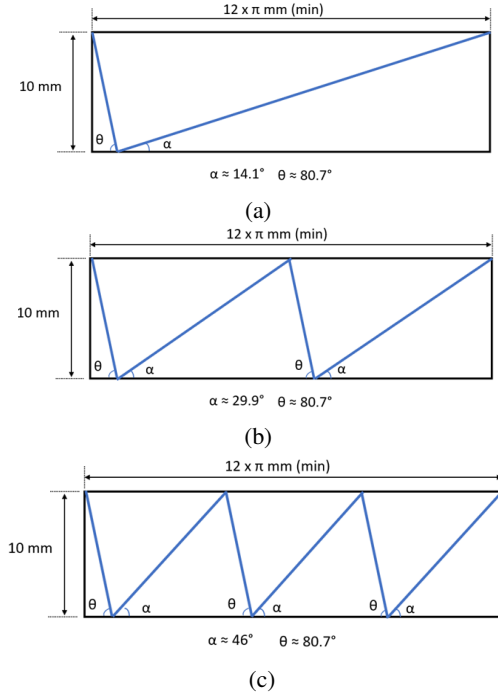 12 x π mm (min)
10 mm
θ α
α ≈ 14.1° θ ≈ 80.7°
(a)
12 x π mm (min)
10 mm
θ α θ α
α ≈ 29.9° θ ≈ 80.7°
(b)
12 x π mm (min)
10 mm
θ α θ α θ α
α ≈ 46° θ ≈ 80.7°
(c)